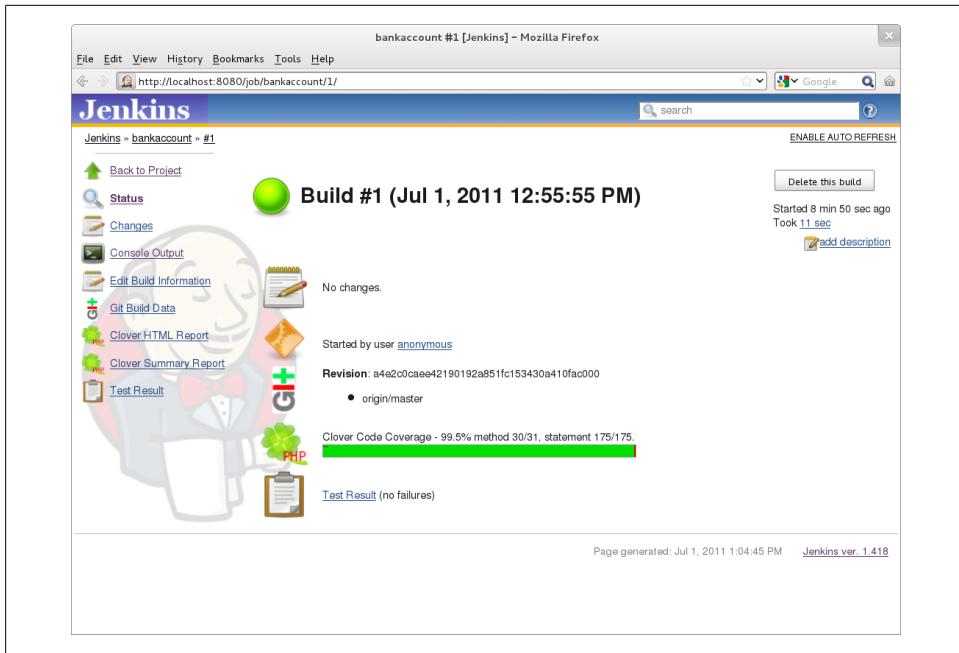 bankaccount #1 [Jenkins] – Mozilla Firefox
File Edit View History Bookmarks Tools Help
http://localhost:8080/job/bankaccount/1/
Google
Jenkins
search
Jenkins » bankaccount » #1
ENABLE AUTO REFRESH
Back to Project
Status
Changes
Console Output
Edit Build Information
Git Build Data
Clover HTML Report
Clover Summary Report
Test Result
Build #1 (Jul 1, 2011 12:55:55 PM)
Delete this build
Started 8 min 50 sec ago
Took 11 sec
add description
No changes.
Started by user anonymous
GIT
Revision: a4e2c0caee42190192a851fc153430a410fac000
origin/master
PHP
Clover Code Coverage - 99.5% method 30/31, statement 175/175.
Test Result (no failures)
Page generated: Jul 1, 2011 1:04:45 PM
Jenkins ver. 1.418